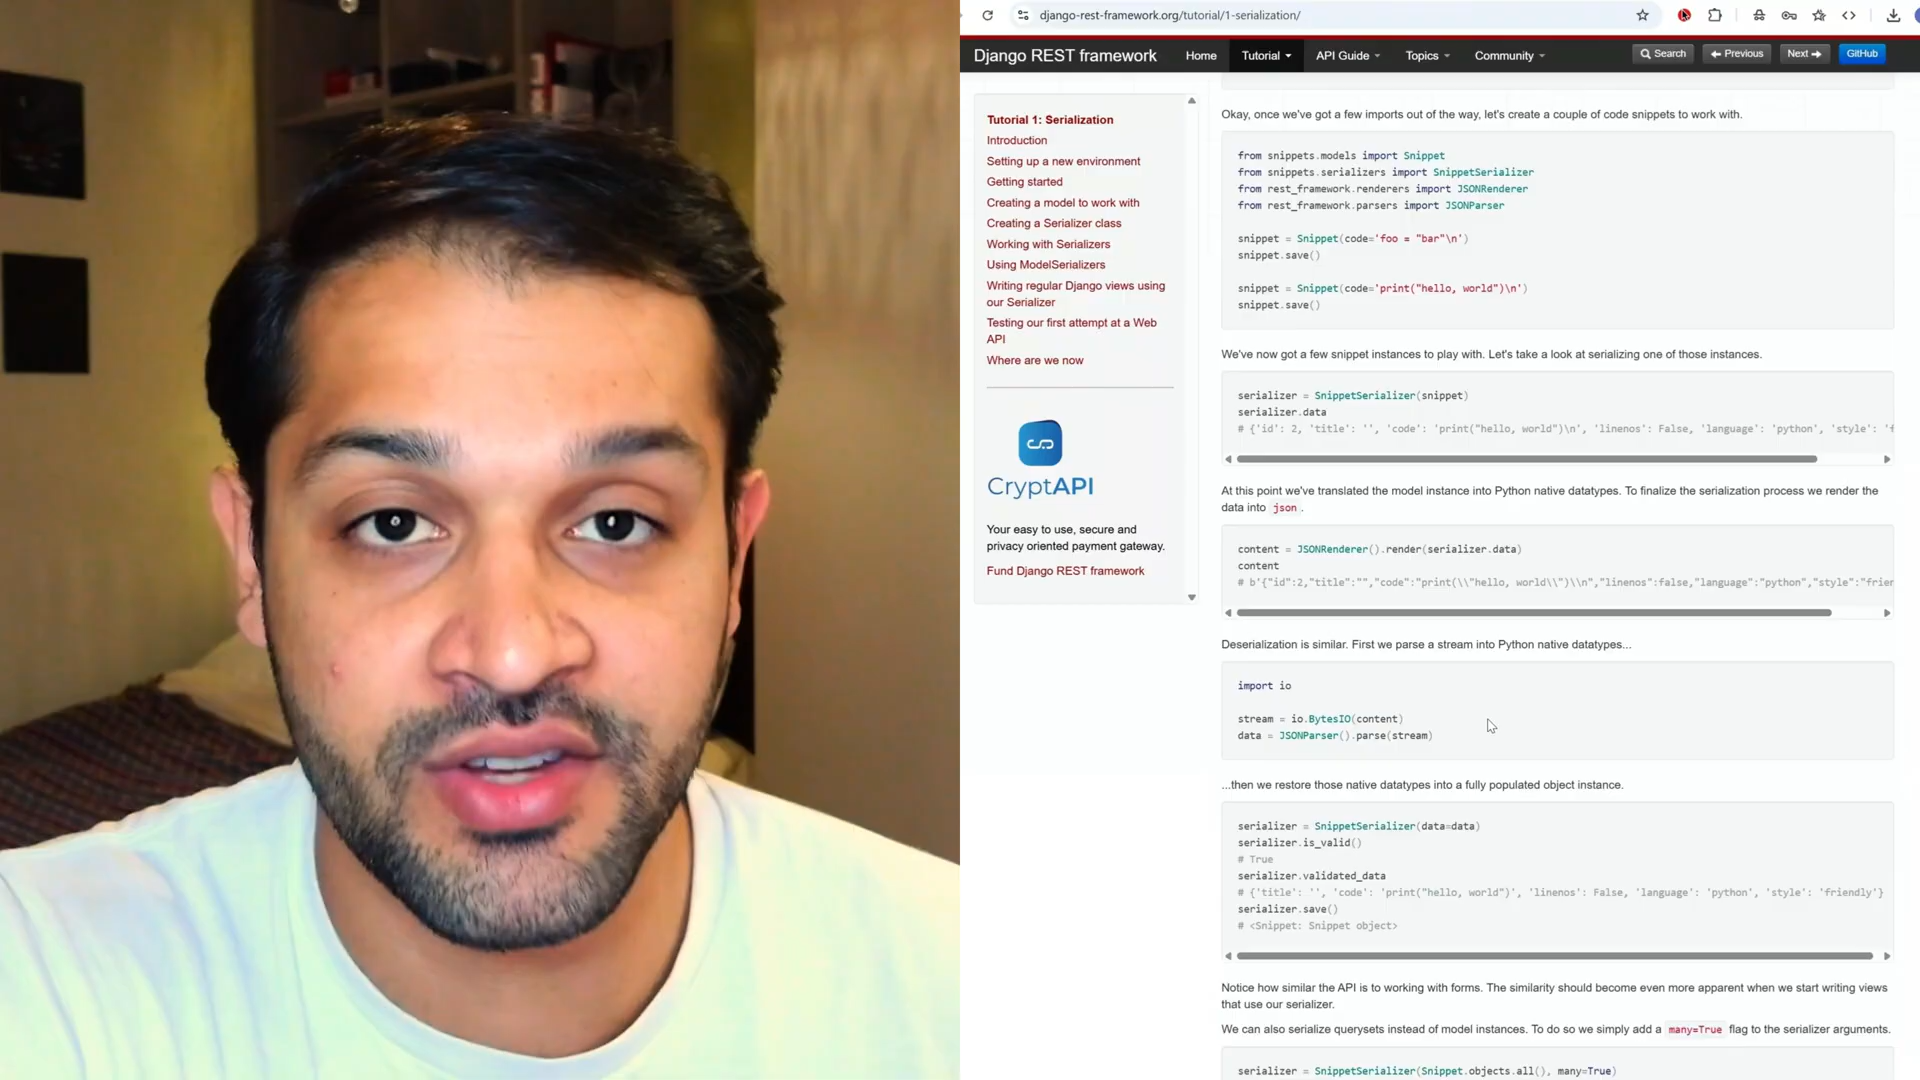 django-rest-framework.org/tutorial/1-serialization/
Django REST framework
Home
Tutorial
API Guide
Topics
Community
Search
Previous
Next
GitHub
Tutorial 1: Serialization
Introduction
Setting up a new environment
Getting started
Creating a model to work with
Creating a Serializer class
Working with Serializers
Using ModelSerializers
Writing regular Django views using
our Serializer
Testing our first attempt at a Web
API
Where are we now
CryptAPI
Your easy to use, secure and
privacy oriented payment gateway.
Fund Django REST framework
Okay, once we've got a few imports out of the way, let's create a couple of code snippets to work with.
from snippets.models import Snippet
from snippets.serializers import SnippetSerializer
from rest_framework.renderers import JSONRenderer
from rest_framework.parsers import JSONParser
snippet = Snippet(code='foo = "bar"\n')
snippet.save()
snippet = Snippet(code='print("hello, world")\n')
snippet.save()
We've now got a few snippet instances to play with. Let's take a look at serializing one of those instances.
serializer = SnippetSerializer(snippet)
serializer.data
# {'id': 2, 'title': '', 'code': 'print("hello, world")\n', 'linenos': False, 'language': 'python', 'style': 'f
At this point we've translated the model instance into Python native datatypes. To finalize the serialization process we render the
data into json .
content = JSONRenderer().render(serializer.data)
content
# b'{"id":2,"title":"","code":"print(\\"hello, world\\")\\n","linenos":false,"language":"python","style":"frien
Deserialization is similar. First we parse a stream into Python native datatypes...
import io
stream = io.BytesIO(content)
data = JSONParser().parse(stream)
...then we restore those native datatypes into a fully populated object instance.
serializer = SnippetSerializer(data=data)
serializer.is_valid()
# True
serializer.validated_data
# {'title': '', 'code': 'print("hello, world")', 'linenos': False, 'language': 'python', 'style': 'friendly'}
serializer.save()
# <Snippet: Snippet object>
Notice how similar the API is to working with forms. The similarity should become even more apparent when we start writing views
that use our serializer.
We can also serialize querysets instead of model instances. To do so we simply add a many=True flag to the serializer arguments.
serializer = SnippetSerializer(Snippet.objects.all(), many=True)